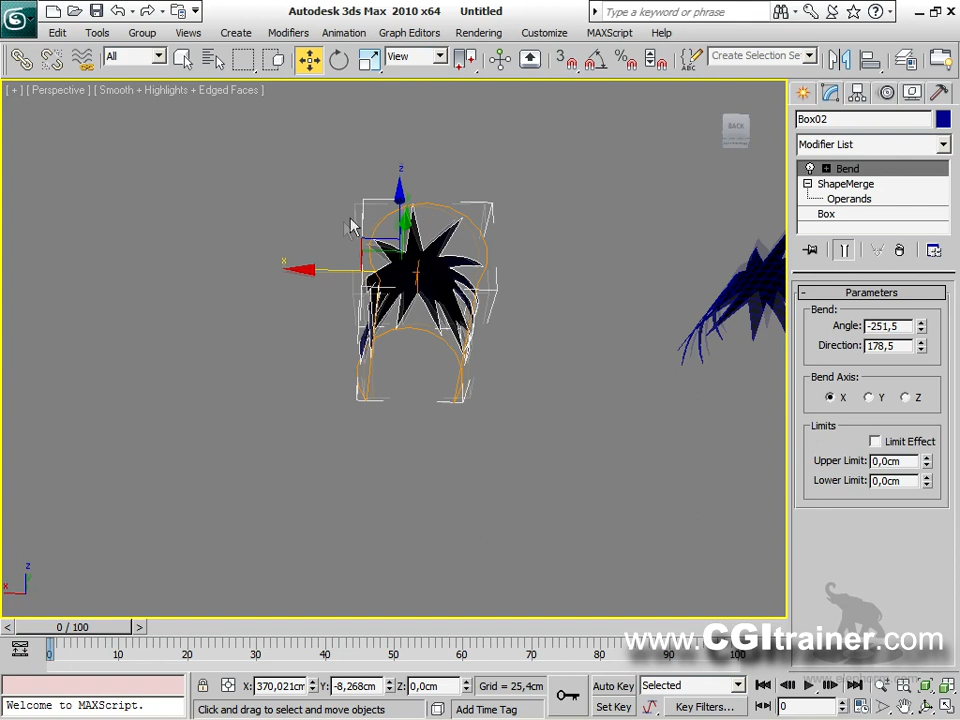 Autodesk 3ds Max 2010 x64 Untitled
Type a keyword or phrase
Edit Tools Group Views Create Modifiers Animation Graph Editors Rendering Customize MAXScript Help
All View 3 Create Selection Se
[ + ] [ Perspective ] [ Smooth + Highlights + Edged Faces ]
BACK
z
x
z
x
Box02
Modifier List
Bend
ShapeMerge
Operands
Box
- Parameters
Bend:
Angle: -251,5
Direction: 178,5
Bend Axis:
X Y Z
Limits
Limit Effect
Upper Limit: 0,0cm
Lower Limit: 0,0cm
< 0 / 100 >
0 10 20 30 40 50 60 70 80 90 100
www.CGItrainer.com
X: 370,021cm Y: -8,268cm Z: 0,0cm Grid = 25,4cm Auto Key Selected
Welcome to MAXScript. Click and drag to select and move objects Add Time Tag Set Key Key Filters... 0